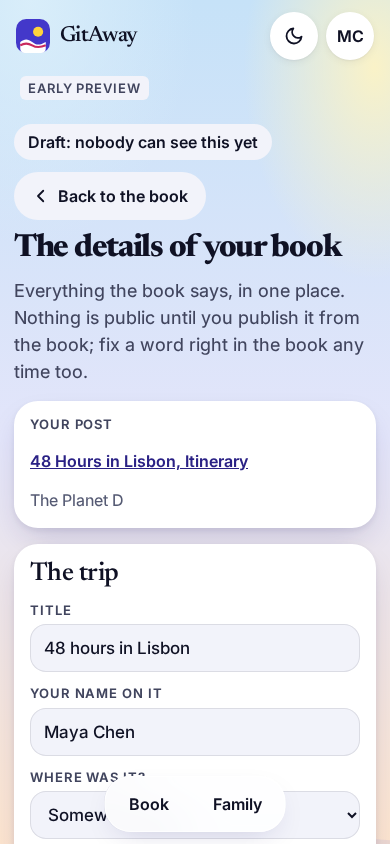 GitAway
MC
EARLY PREVIEW
Draft: nobody can see this yet
Back to the book
The details of your book
Everything the book says, in one place.
Nothing is public until you publish it from
the book; fix a word right in the book any
time too.
YOUR POST
48 Hours in Lisbon, Itinerary
The Planet D
The trip
TITLE
48 hours in Lisbon
YOUR NAME ON IT
Maya Chen
WHERE WAS IT?
Book
Family